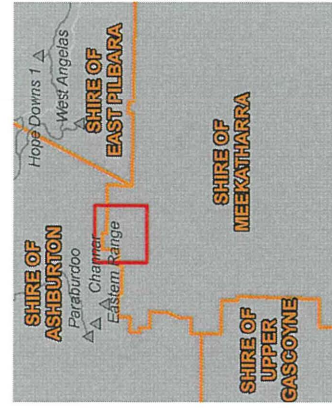 Hope Downs 1
West Angelas
SHIRE OF
EAST PILBARA
SHIRE OF
ASHBURTON
Paraburdoo
Channar
Eastern Range
SHIRE OF
MEEKATHARRA
SHIRE OF
UPPER
GASCOYNE